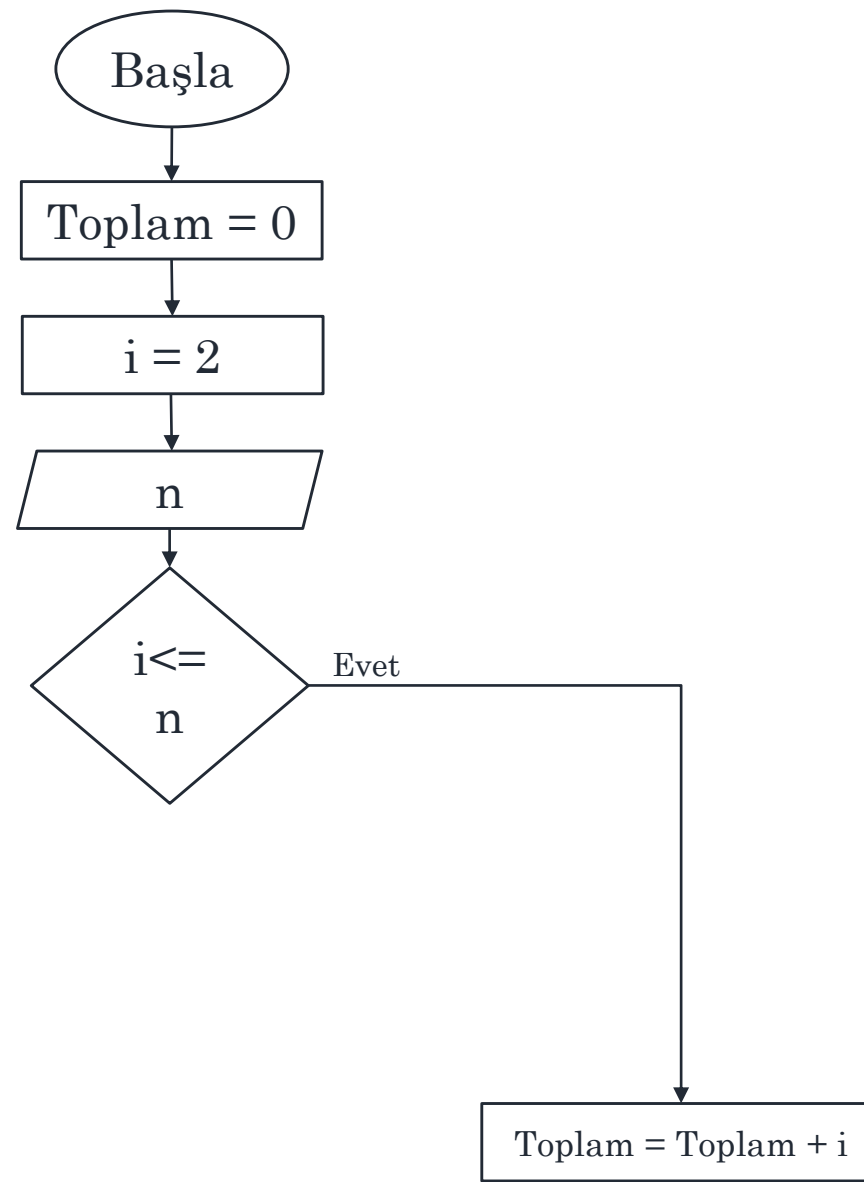 Başla
Toplam = 0
i = 2
n
i<=
n
Evet
Toplam = Toplam + i